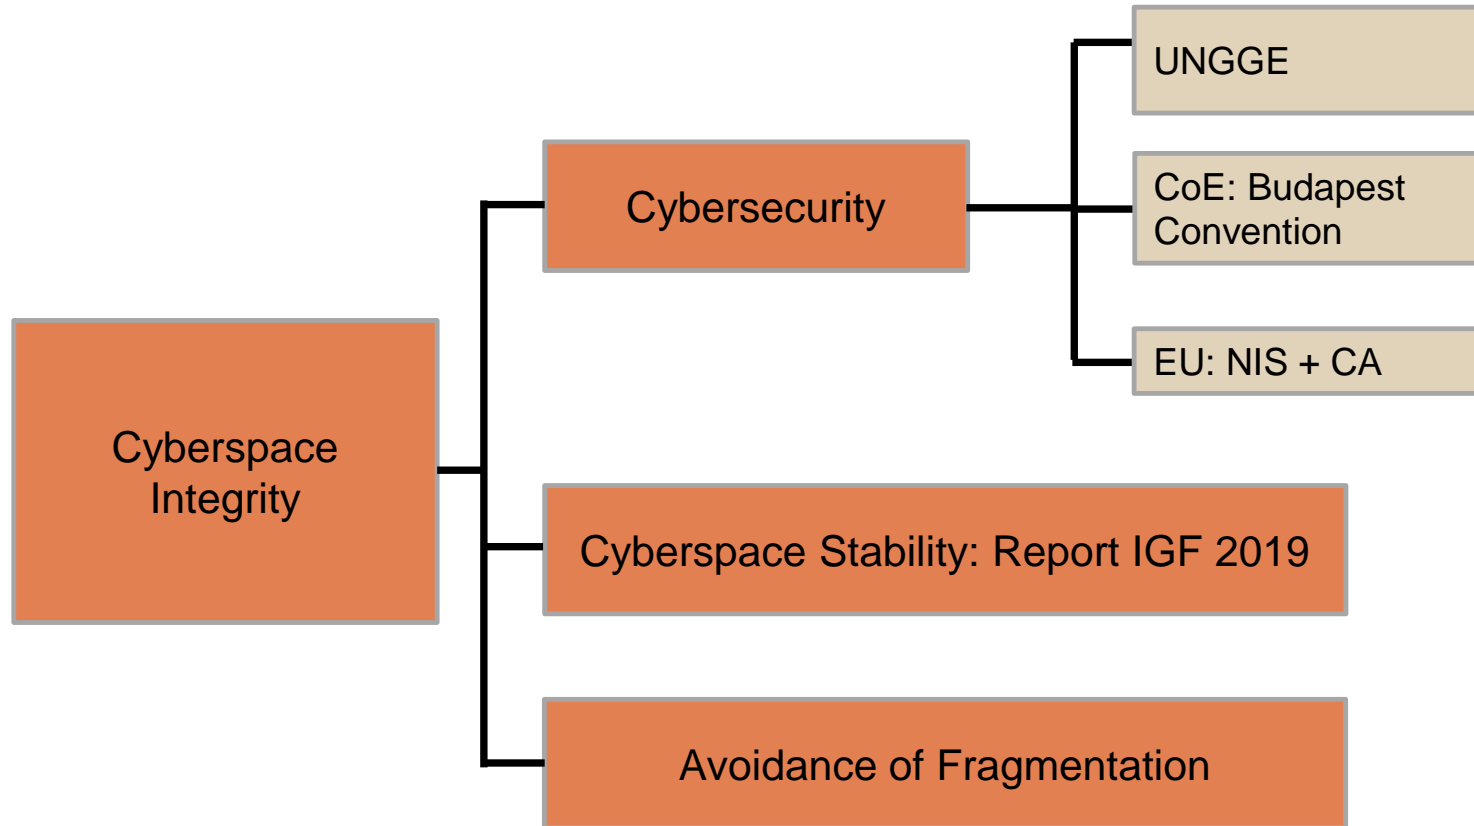 UNGGE
Cybersecurity
CoE: Budapest
Convention
EU: NIS + CA
Cyberspace
Integrity
Cyberspace Stability: Report IGF 2019
Avoidance of Fragmentation